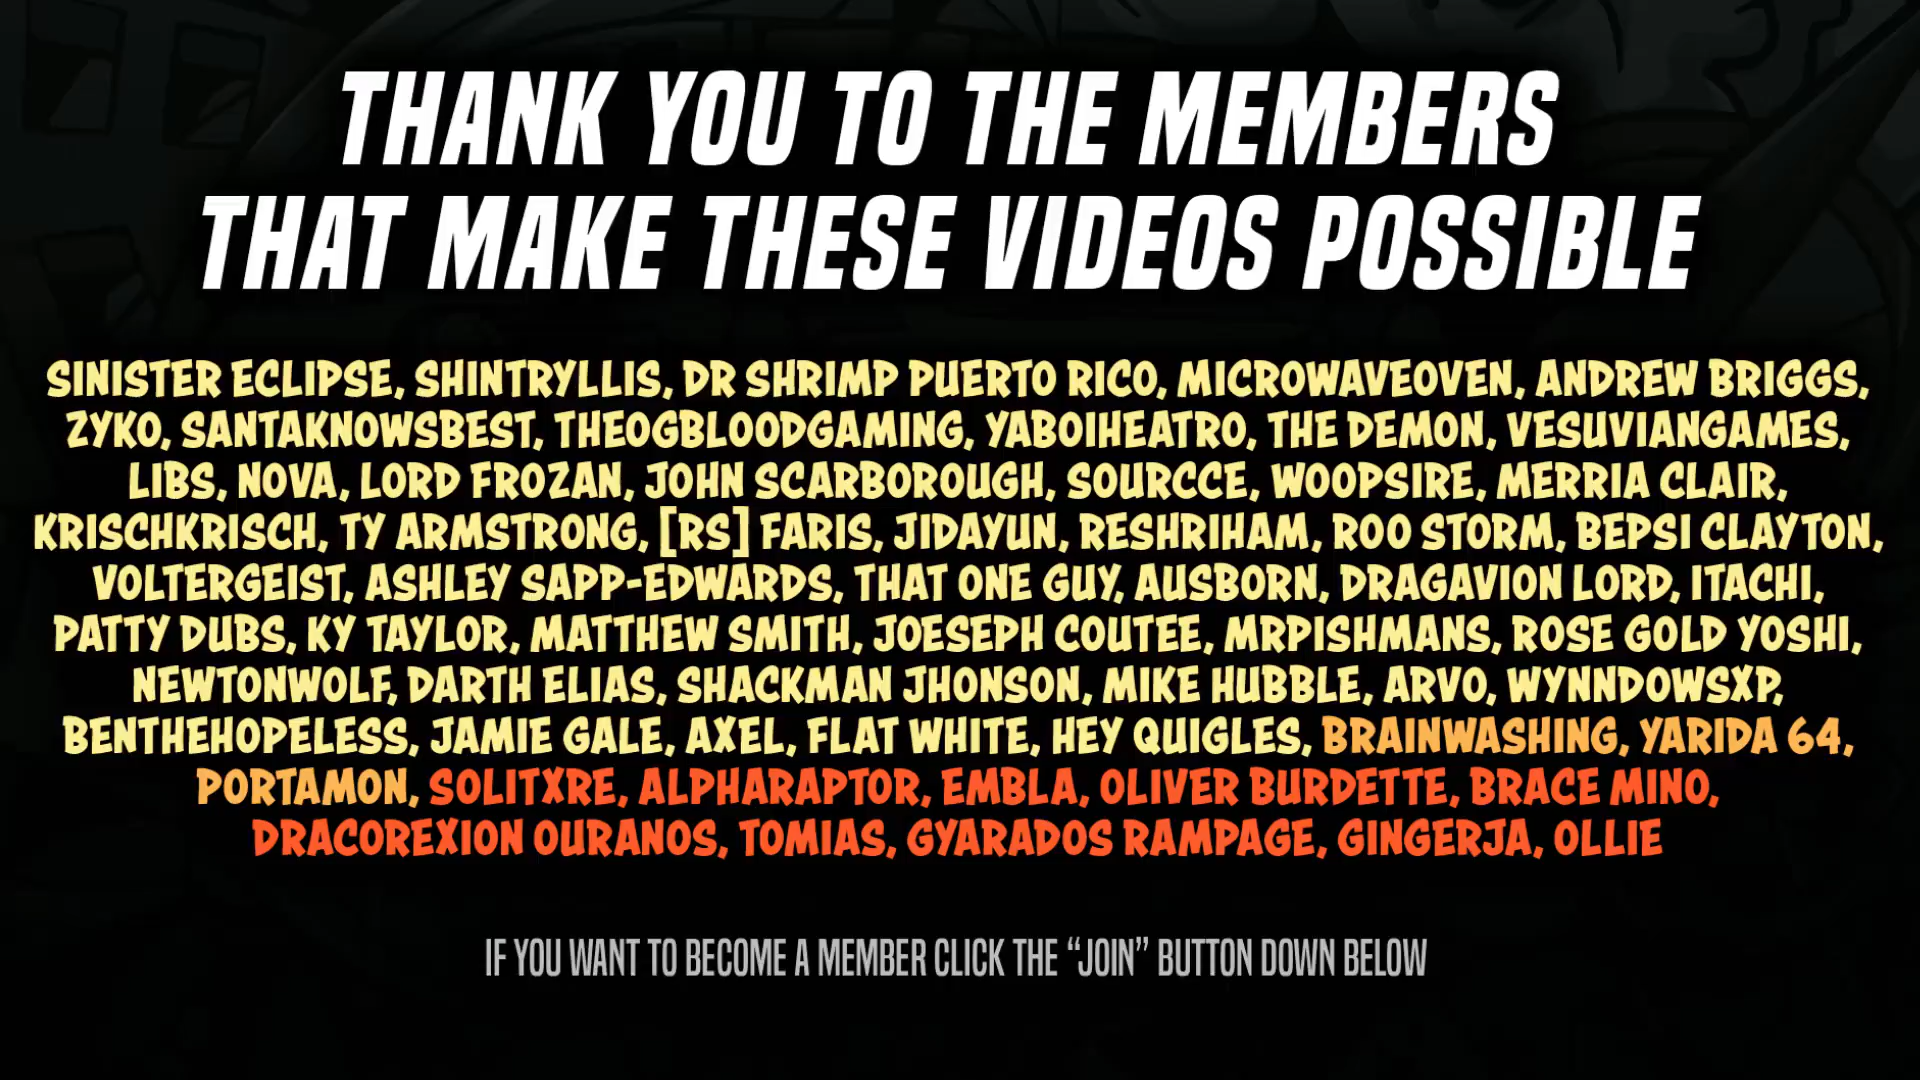 THANK YOU TO THE MEMBERS
THAT MAKE THESE VIDEOS POSSIBLE
SINISTER ECLIPSE, SHINTRYLLIS, DR SHRIMP PUERTO RICO, MICROWAVEOVEN, ANDREW BRIGGS,
ZYKO, SANTAKNOWSBEST, THEOGBLOODGAMING, YABOIHEATRO, THE DEMON, VESUVIANGAMES,
LIBS, NOVA, LORD FROZAN, JOHN SCARBOROUGH, SOURCCE, WOOPSIRE, MERRIA CLAIR,
KRISCHKRISCH, TY ARMSTRONG, [RS] FARIS, JIDAYUN, RESHRIHAM, ROO STORM, BEPSI CLAYTON,
VOLTERGEIST, ASHLEY SAPP-EDWARDS, THAT ONE GUY, AUSBORN, DRAGAVION LORD, ITACHI,
PATTY DUBS, KY TAYLOR, MATTHEW SMITH, JOESEPH COUTEE, MRPISHMANS, ROSE GOLD YOSHI,
NEWTONWOLF, DARTH ELIAS, SHACKMAN JHONSON, MIKE HUBBLE, ARVO, WYNNDOWSXP,
BENTHEHOPELESS, JAMIE GALE, AXEL, FLAT WHITE, HEY QUIGLES, BRAINWASHING, YARIDA 64,
PORTAMON, SOLITXRE, ALPHARAPTOR, EMBLA, OLIVER BURDETTE, BRACE MINO,
DRACOREXION OURANOS, TOMIAS, GYARADOS RAMPAGE, GINGERJA, OLLIE
IF YOU WANT TO BECOME A MEMBER CLICK THE “JOIN” BUTTON DOWN BELOW